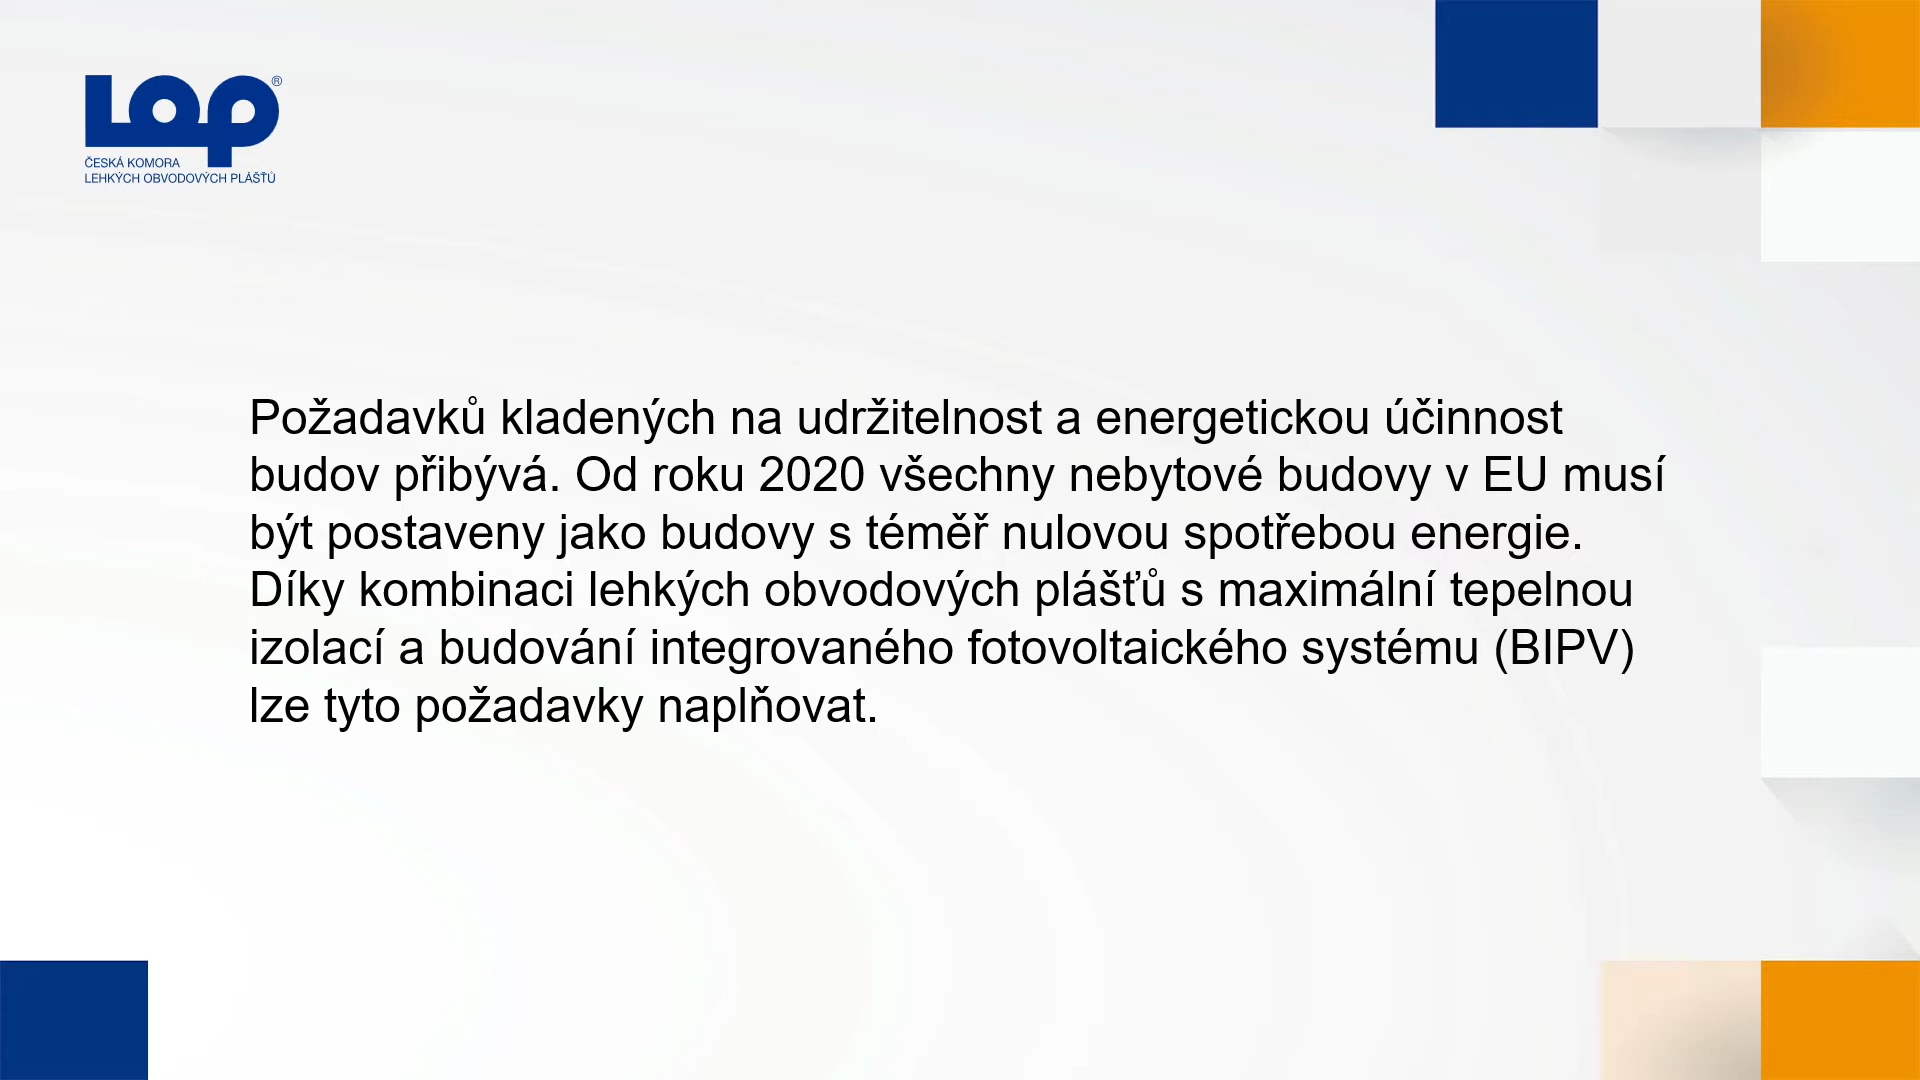 LOP®
ČESKÁ KOMORA
LEHKÝCH OBVODOVÝCH PLÁŠŤŮ
Požadavků kladených na udržitelnost a energetickou účinnost
budov přibývá. Od roku 2020 všechny nebytové budovy v EU musí
být postaveny jako budovy s téměř nulovou spotřebou energie.
Díky kombinaci lehkých obvodových plášťů s maximální tepelnou
izolací a budování integrovaného fotovoltaického systému (BIPV)
lze tyto požadavky naplňovat.